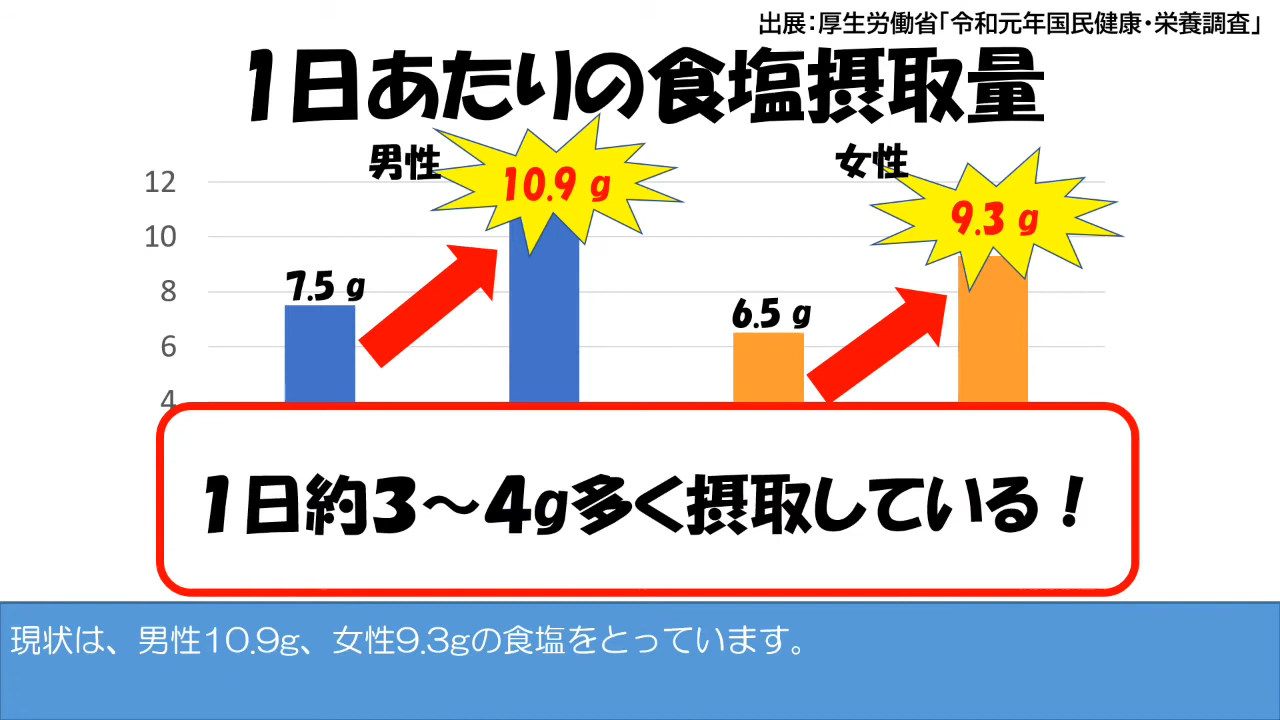 出展：厚生労働省「令和元年国民健康・栄養調査」
1日あたりの食塩摂取量
男性
女性
12
10
8
6
4
7.5 g
10.9 g
6.5 g
9.3 g
1日約3～4g多く摂取している！
現状は、男性10.9g、女性9.3gの食塩をとっています。